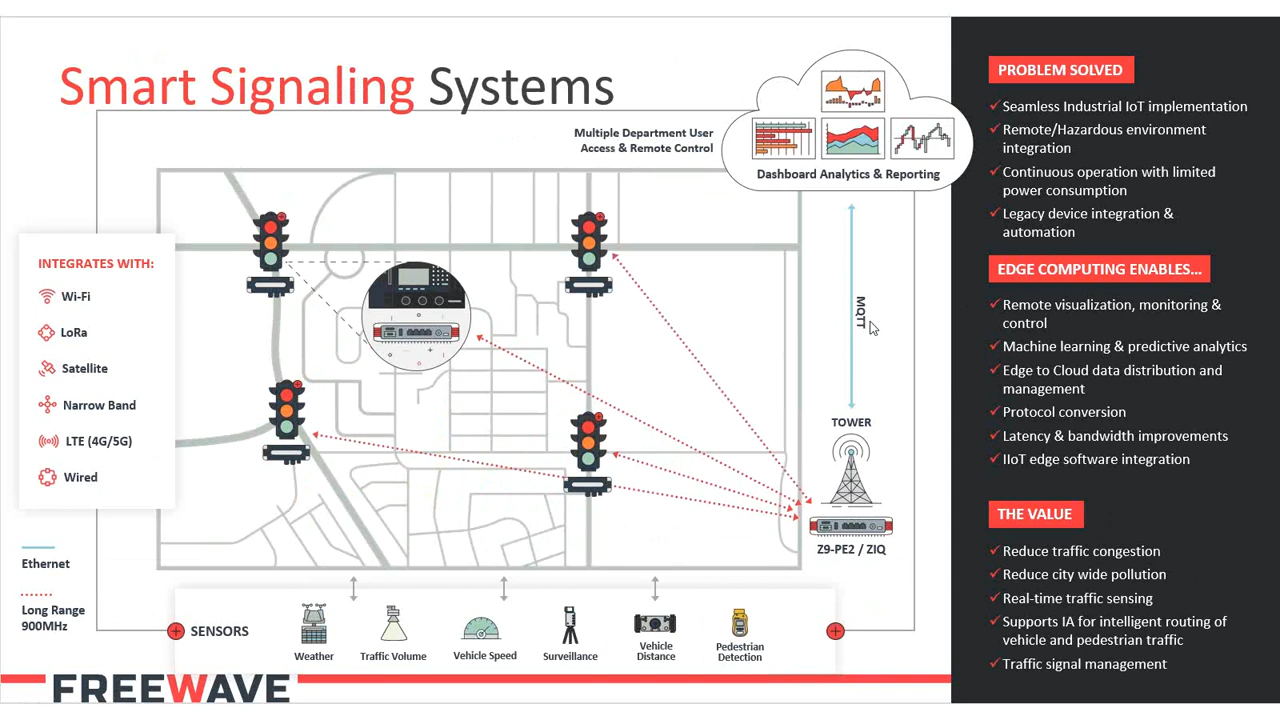 Smart Signaling Systems
Multiple Department User
Access & Remote Control
Dashboard Analytics & Reporting
INTEGRATES WITH:
Wi-Fi
LoRa
Satellite
Narrow Band
LTE (4G/5G)
Wired
MQTT
TOWER
Z9-PE2 / ZIQ
Ethernet
Long Range
900MHz
SENSORS
Weather
Traffic Volume
Vehicle Speed
Surveillance
Vehicle
Distance
Pedestrian
Detection
FREEWAVE
PROBLEM SOLVED
✓Seamless Industrial IoT implementation
✓Remote/Hazardous environment
integration
✓Continuous operation with limited
power consumption
✓Legacy device integration &
automation
EDGE COMPUTING ENABLES...
✓Remote visualization, monitoring &
control
✓Machine learning & predictive analytics
✓Edge to Cloud data distribution and
management
✓Protocol conversion
✓Latency & bandwidth improvements
✓IIoT edge software integration
THE VALUE
✓Reduce traffic congestion
✓Reduce city wide pollution
✓Real-time traffic sensing
✓Supports IA for intelligent routing of
vehicle and pedestrian traffic
✓Traffic signal management